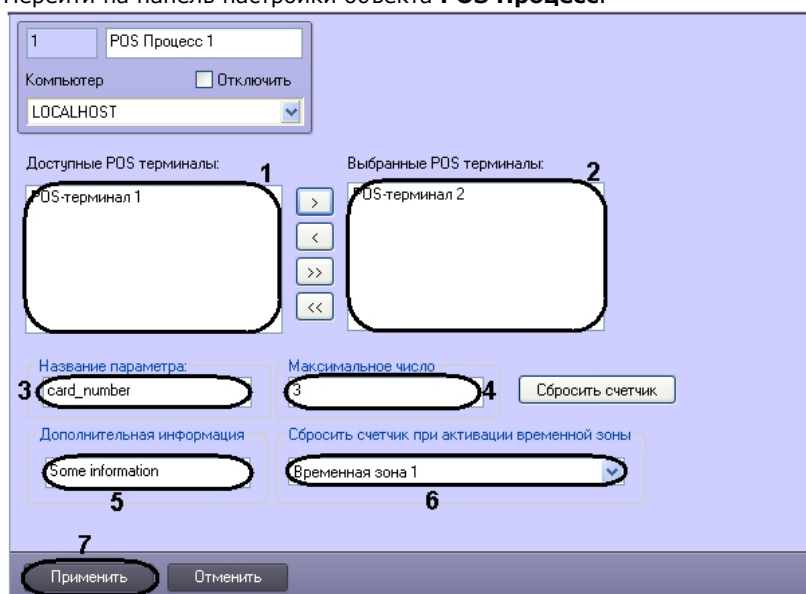 Перейти на панель настройки объекта POS Процесс.
1 POS Процесс 1
Компьютер Отключить
LOCALHOST
Доступные POS терминалы: 1 Выбранные POS терминалы: 2
POS-терминал 1 > POS-терминал 2
<
>>
<<
Название параметра: Максимальное число
3 card_number 3 4 Сбросить счетчик
Дополнительная информация Сбросить счетчик при активации временной зоны
Some information Временная зона 1
5 6
7
Применить Отменить